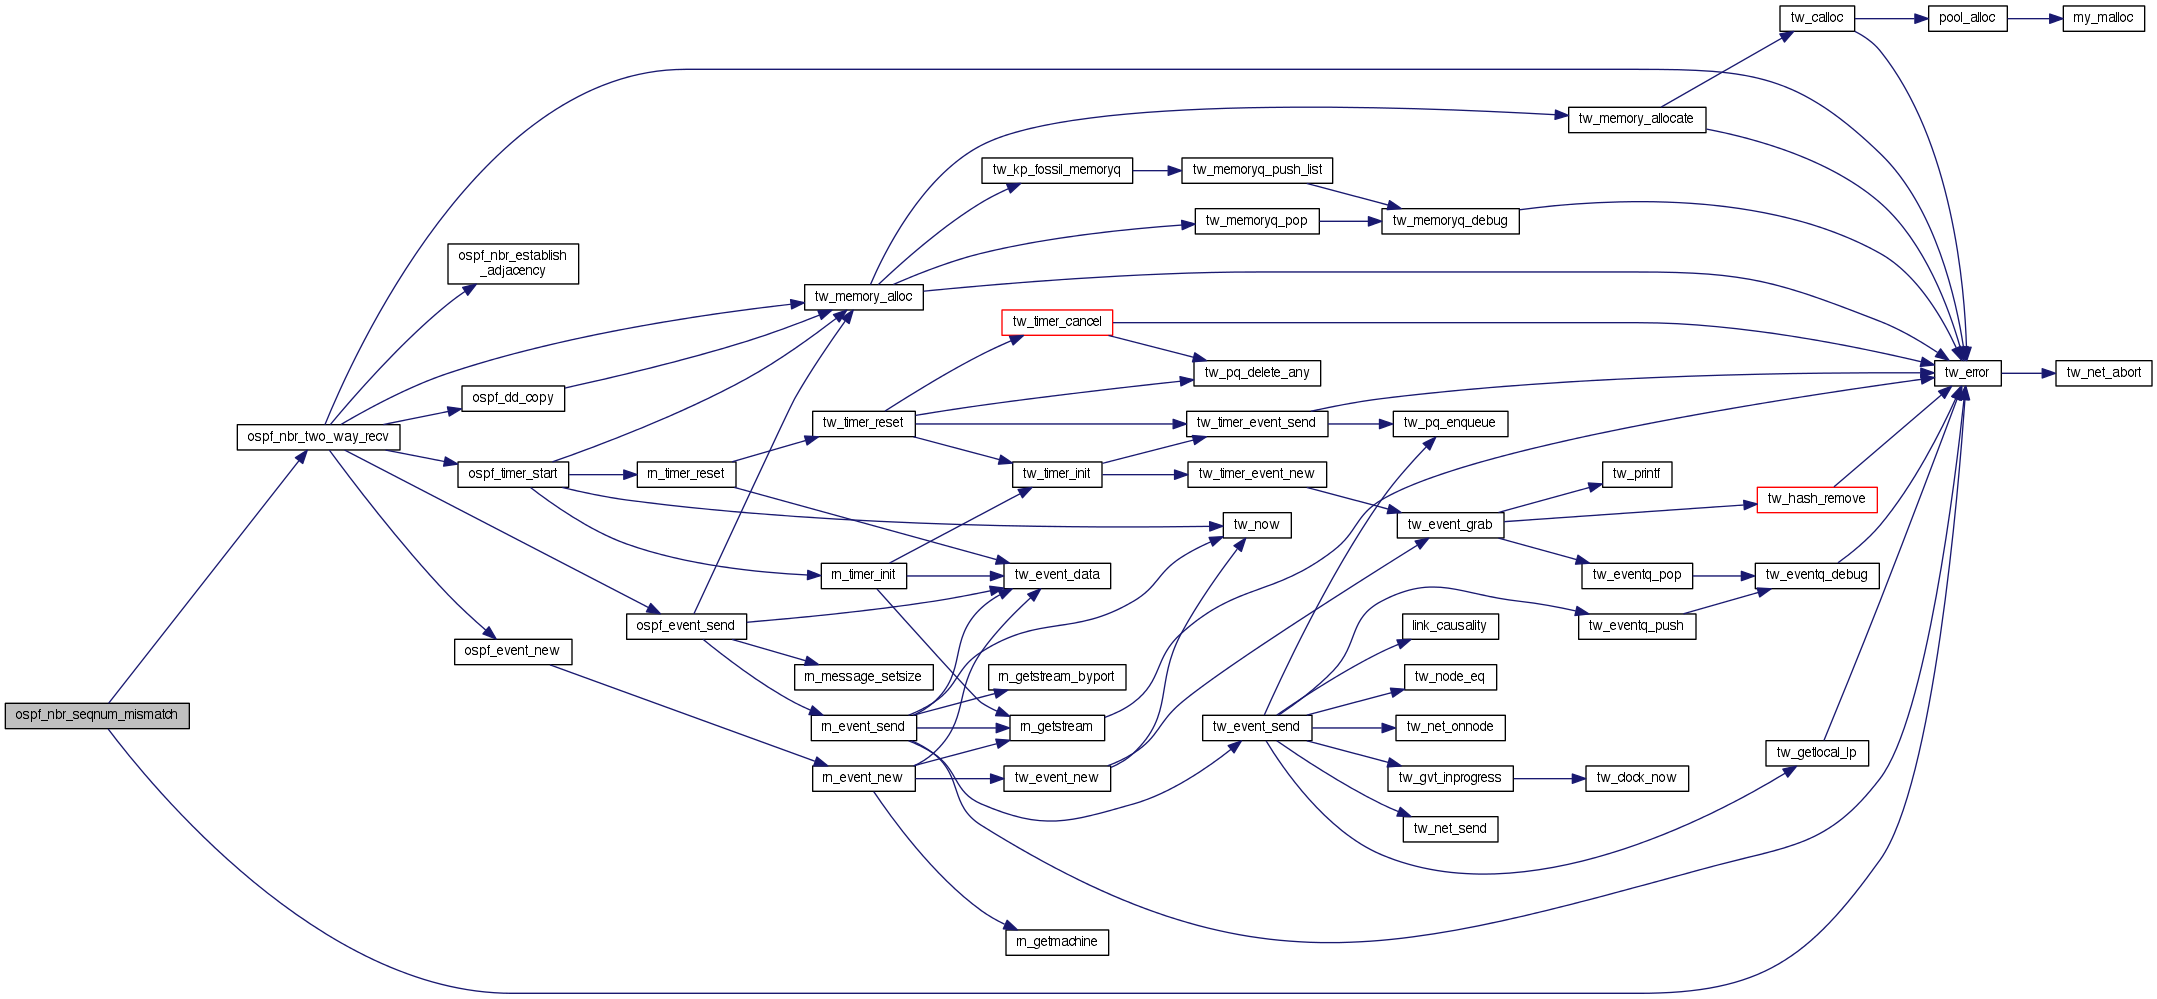 tw_calloc
pool_alloc
my_malloc
tw_memory_allocate
tw_kp_fossil_memoryq
tw_memoryq_push_list
tw_memoryq_pop
tw_memoryq_debug
ospf_nbr_establish
_adjacency
tw_memory_alloc
tw_timer_cancel
tw_pq_delete_any
tw_error
tw_net_abort
ospf_dd_copy
tw_timer_reset
tw_timer_event_send
tw_pq_enqueue
ospf_nbr_two_way_recv
ospf_timer_start
rn_timer_reset
tw_timer_init
tw_timer_event_new
tw_printf
tw_hash_remove
tw_now
tw_event_grab
rn_timer_init
tw_event_data
tw_eventq_pop
tw_eventq_debug
ospf_event_send
link_causality
tw_eventq_push
ospf_event_new
rn_message_setsize
rn_getstream_byport
tw_node_eq
ospf_nbr_seqnum_mismatch
rn_event_send
rn_getstream
tw_event_send
tw_net_onnode
tw_getlocal_lp
rn_event_new
tw_event_new
tw_gvt_inprogress
tw_clock_now
tw_net_send
rn_getmachine